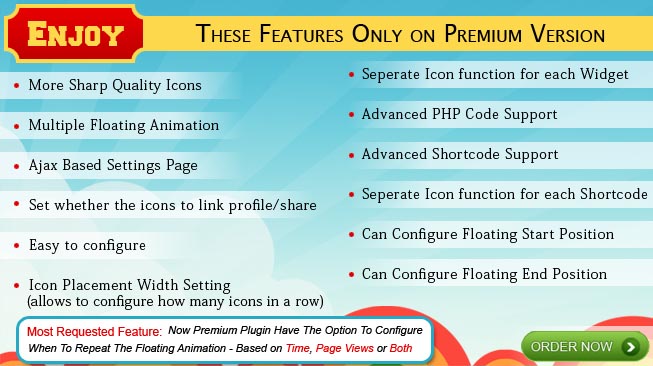 ENJOY
THESE FEATURES ONLY ON PREMIUM VERSION
• More Sharp Quality Icons
• Multiple Floating Animation
• Ajax Based Settings Page
• Set whether the icons to link profile/share
• Easy to configure
• Icon Placement Width Setting
(allows to configure how many icons in a row)
• Seperate Icon function for each Widget
• Advanced PHP Code Support
• Advanced Shortcode Support
• Seperate Icon function for each Shortcode
• Can Configure Floating Start Position
• Can Configure Floating End Position
Most Requested Feature: Now Premium Plugin Have The Option To Configure
When To Repeat The Floating Animation - Based on Time, Page Views or Both
ORDER NOW